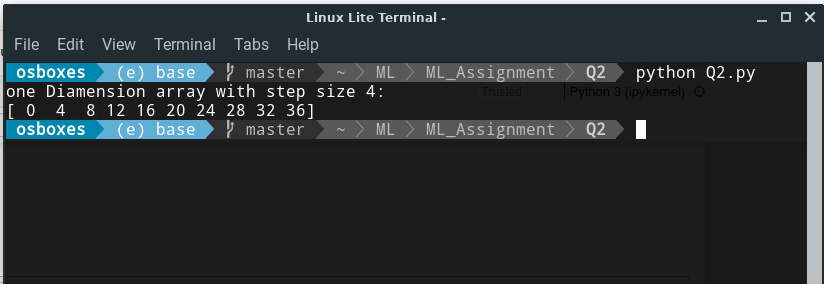 Linux Lite Terminal -
File Edit View Terminal Tabs Help
osboxes (e) base master ~ ML ML_Assignment Q2 python Q2.py
one Diamension array with step size 4:
Trusted Python 3 (ipykernel)
[ 0  4  8 12 16 20 24 28 32 36]
osboxes (e) base master ~ ML ML_Assignment Q2